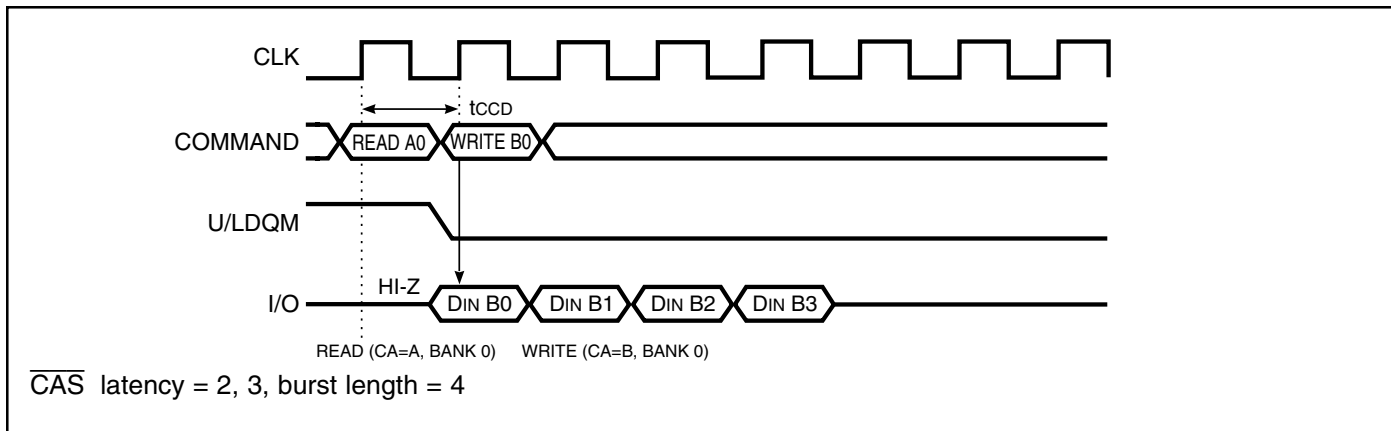 CLK
tCCD
COMMAND READ A0 WRITE B0
U/LDQM
HI-Z
I/O DIN B0 DIN B1 DIN B2 DIN B3
READ (CA=A, BANK 0) WRITE (CA=B, BANK 0)
CAS latency = 2, 3, burst length = 4